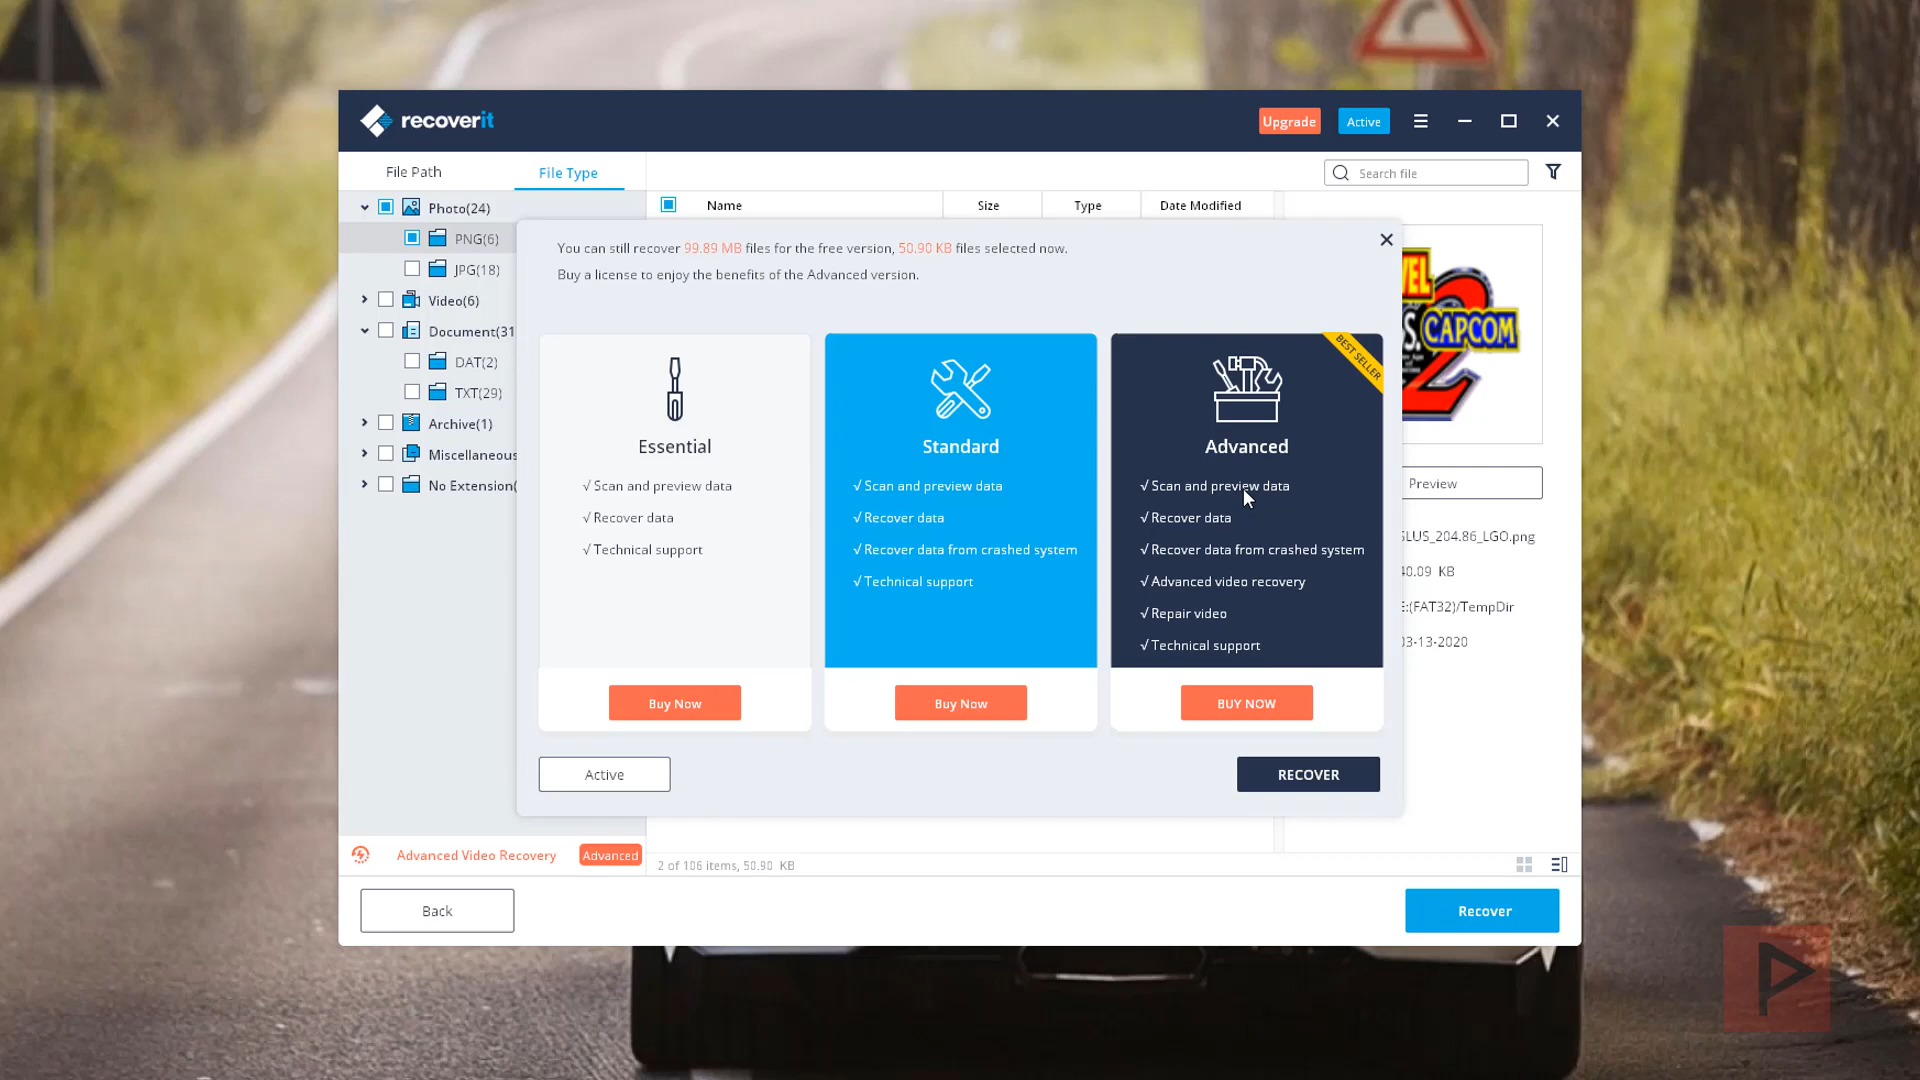 recoverit
Upgrade
Active
File Path
File Type
Search file
Photo(24)
Name
Size
Type
Date Modified
PNG(6)
JPG(18)
Video(6)
Document(31
DAT(2)
TXT(29)
Archive(1)
Miscellaneous
No Extension(
You can still recover 99.89 MB files for the free version, 50.90 KB files selected now.
Buy a license to enjoy the benefits of the Advanced version.
Essential
√ Scan and preview data
√ Recover data
√ Technical support
Buy Now
Standard
√ Scan and preview data
√ Recover data
√ Recover data from crashed system
√ Technical support
Buy Now
BEST SELLER
Advanced
√ Scan and preview data
√ Recover data
√ Recover data from crashed system
√ Advanced video recovery
√ Repair video
√ Technical support
BUY NOW
Active
RECOVER
CAPCOM
2
Preview
SLUS_204.86_LGO.png
40.09 KB
E:(FAT32)/TempDir
03-13-2020
Advanced Video Recovery
Advanced
2 of 106 items, 50.90 KB
Back
Recover
P